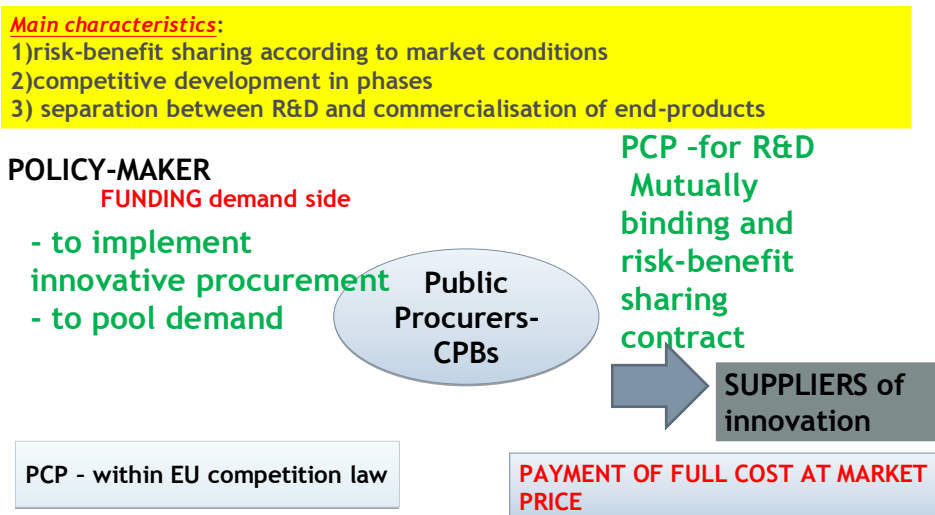 Main characteristics:
1)risk-benefit sharing according to market conditions
2)competitive development in phases
3) separation between R&D and commercialisation of end-products
POLICY-MAKER
FUNDING demand side
- to implement
innovative procurement
- to pool demand
Public
Procurers-
CPBs
PCP –for R&D
Mutually
binding and
risk-benefit
sharing
contract
SUPPLIERS of
innovation
PCP – within EU competition law
PAYMENT OF FULL COST AT MARKET
PRICE